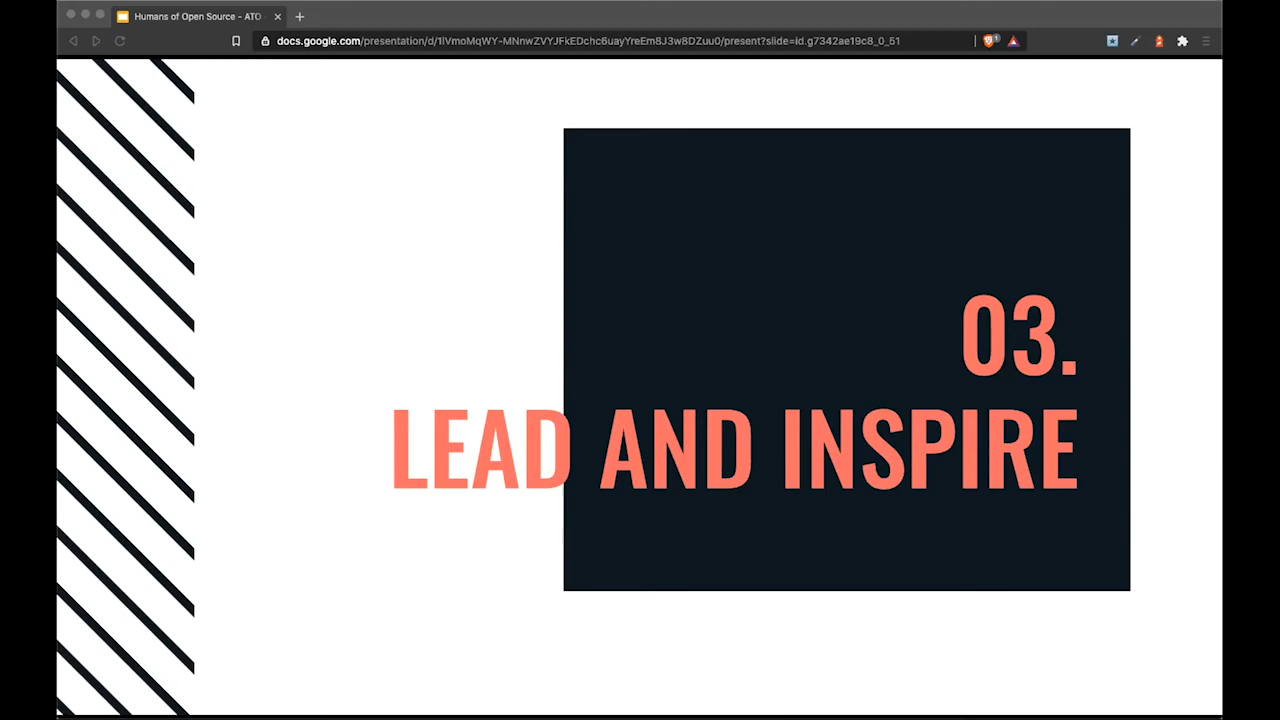 Humans of Open Source - ATO
docs.google.com/presentation/d/1lVmoMqWY-MNnwZVYJFkEDchc6uayYreEm8J3w8DZuu0/present?slide=id.g7342ae19c8_0_51
1
03.
LEAD AND INSPIRE